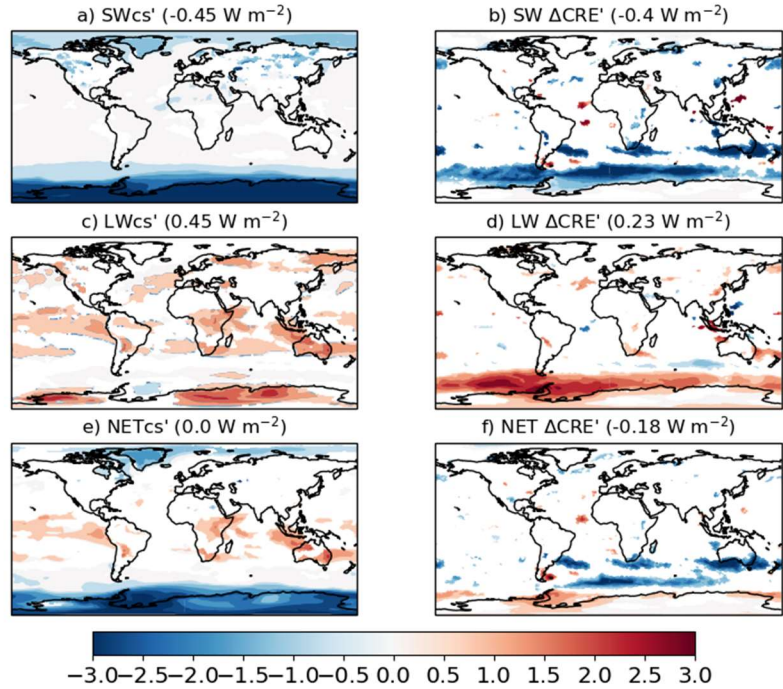 a) SWcs' (-0.45 W m⁻²)
b) SW ΔCRE' (-0.4 W m⁻²)
c) LWcs' (0.45 W m⁻²)
d) LW ΔCRE' (0.23 W m⁻²)
e) NETcs' (0.0 W m⁻²)
f) NET ΔCRE' (-0.18 W m⁻²)
−3.0 −2.5 −2.0 −1.5 −1.0 −0.5 0.0 0.5 1.0 1.5 2.0 2.5 3.0